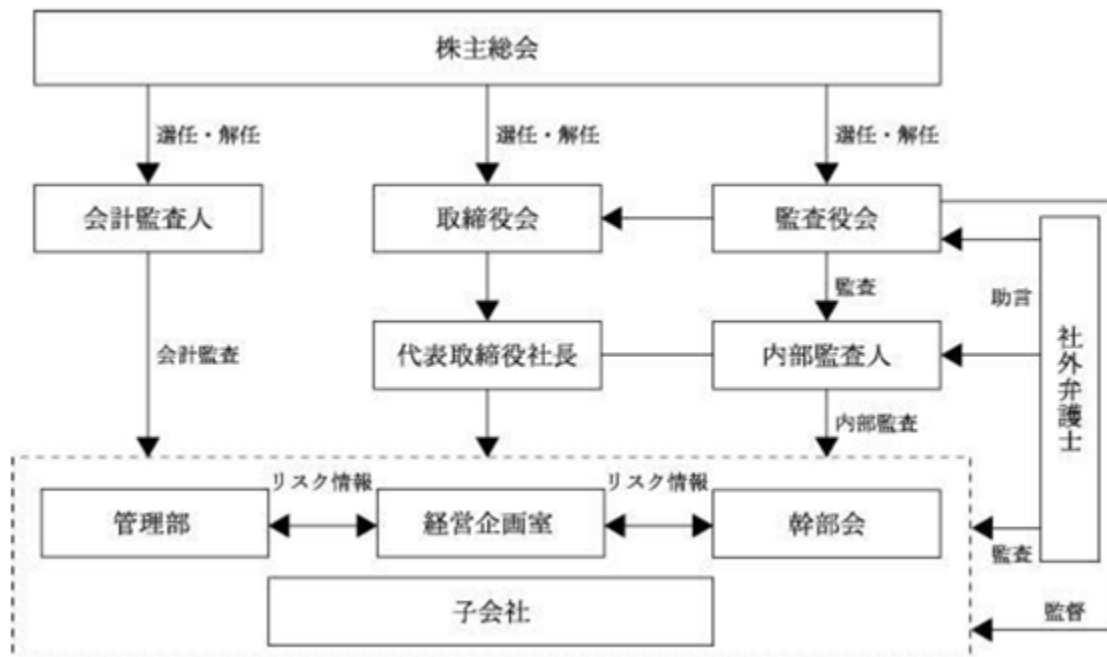 株主総会
選任・解任
選任・解任
選任・解任
会計監査人
取締役会
監査役会
監査
助言
社外弁護士
会計監査
代表取締役社長
内部監査人
内部監査
リスク情報
リスク情報
管理部
経営企画室
幹部会
監査
子会社
監督